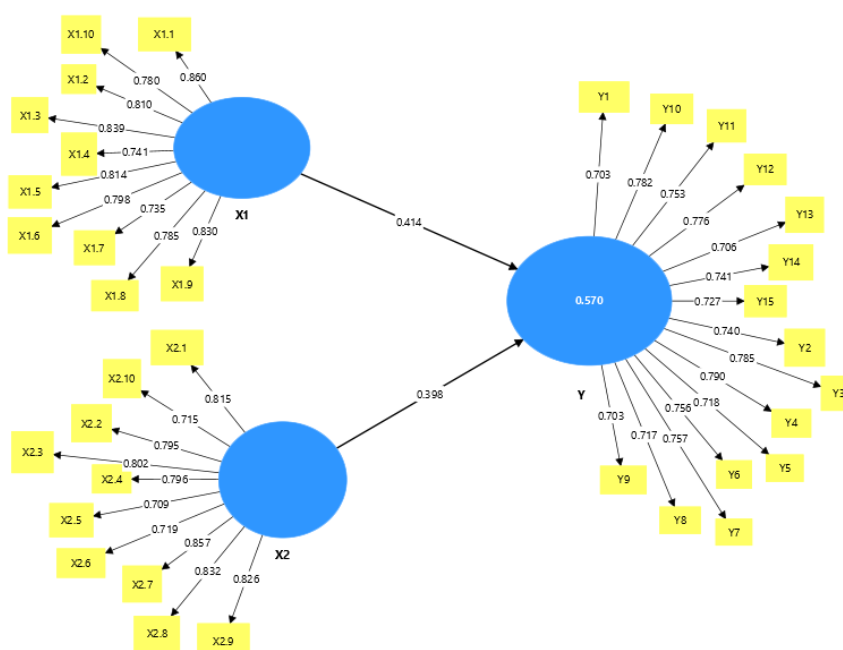 X1.10
X1.1
X1.2
X1.3
X1.4
X1.5
X1.6
X1.7
X1.8
X1.9
0.780
0.860
0.810
0.839
0.741
0.814
0.798
0.735
0.785
0.830
X1
0.414
X2.1
X2.10
X2.2
X2.3
X2.4
X2.5
X2.6
X2.7
X2.8
X2.9
0.815
0.715
0.795
0.802
0.796
0.709
0.719
0.857
0.832
0.826
X2
0.398
0.570
Y
Y1
Y10
Y11
Y12
Y13
Y14
Y15
Y2
Y3
Y4
Y5
Y6
Y7
Y8
Y9
0.703
0.782
0.753
0.776
0.706
0.741
0.727
0.740
0.785
0.790
0.718
0.756
0.757
0.717
0.703